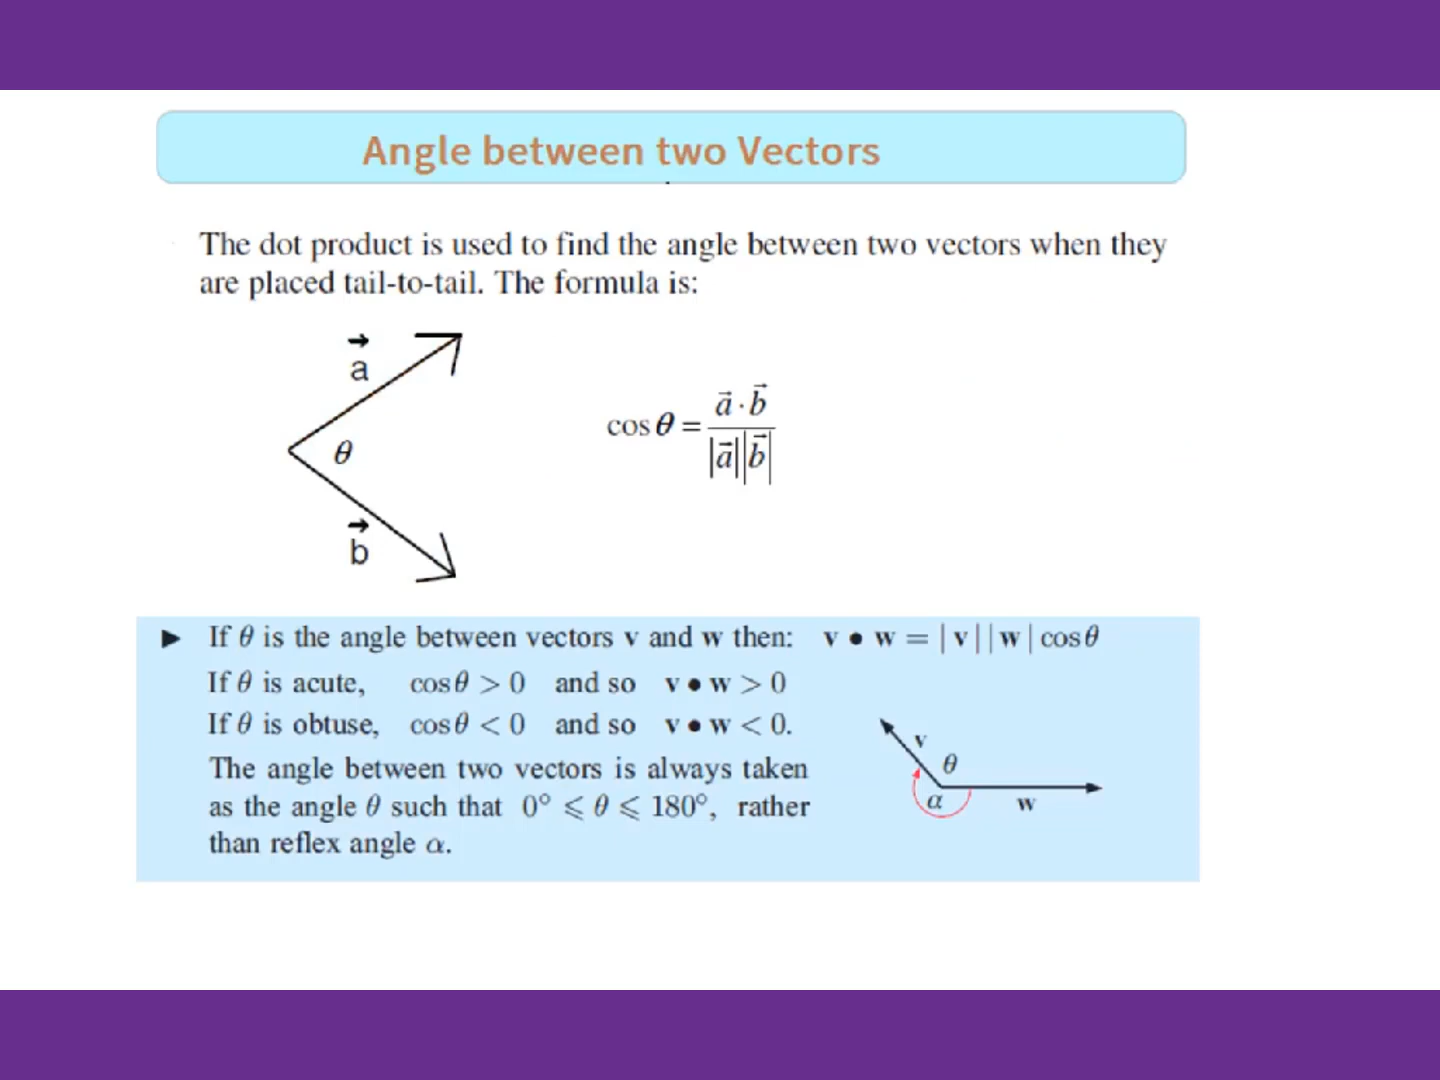 Angle between two Vectors
The dot product is used to find the angle between two vectors when they
are placed tail-to-tail. The formula is:
→
a
θ
→
b
cos θ = (a⃗ · b⃗) / (|a⃗||b⃗|)
► If θ is the angle between vectors v and w then: v • w = |v||w| cos θ
If θ is acute, cos θ > 0 and so v • w > 0
If θ is obtuse, cos θ < 0 and so v • w < 0.
The angle between two vectors is always taken
as the angle θ such that 0° ⩽ θ ⩽ 180°, rather
than reflex angle α.
v
θ
α
w